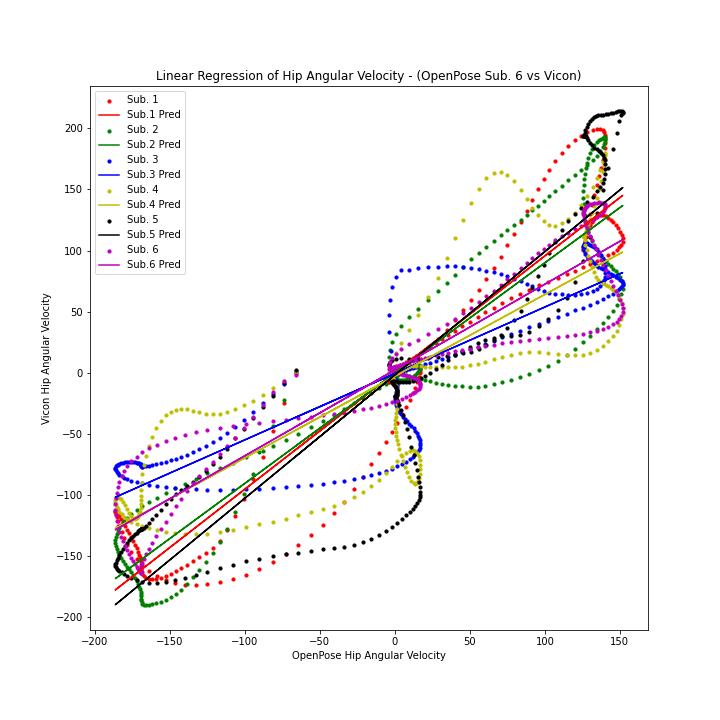 Linear Regression of Hip Angular Velocity - (OpenPose Sub. 6 vs Vicon)
Sub. 1
Sub.1 Pred
Sub. 2
Sub.2 Pred
Sub. 3
Sub.3 Pred
Sub. 4
Sub.4 Pred
Sub. 5
Sub.5 Pred
Sub. 6
Sub.6 Pred
200
150
100
50
0
−50
−100
−150
−200
Vicon Hip Angular Velocity
−200 −150 −100 −50 0 50 100 150
OpenPose Hip Angular Velocity